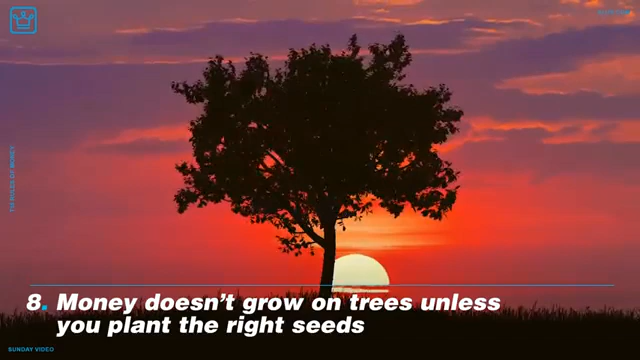 8. Money doesn't grow on trees unless
you plant the right seeds
SUNDAY VIDEO